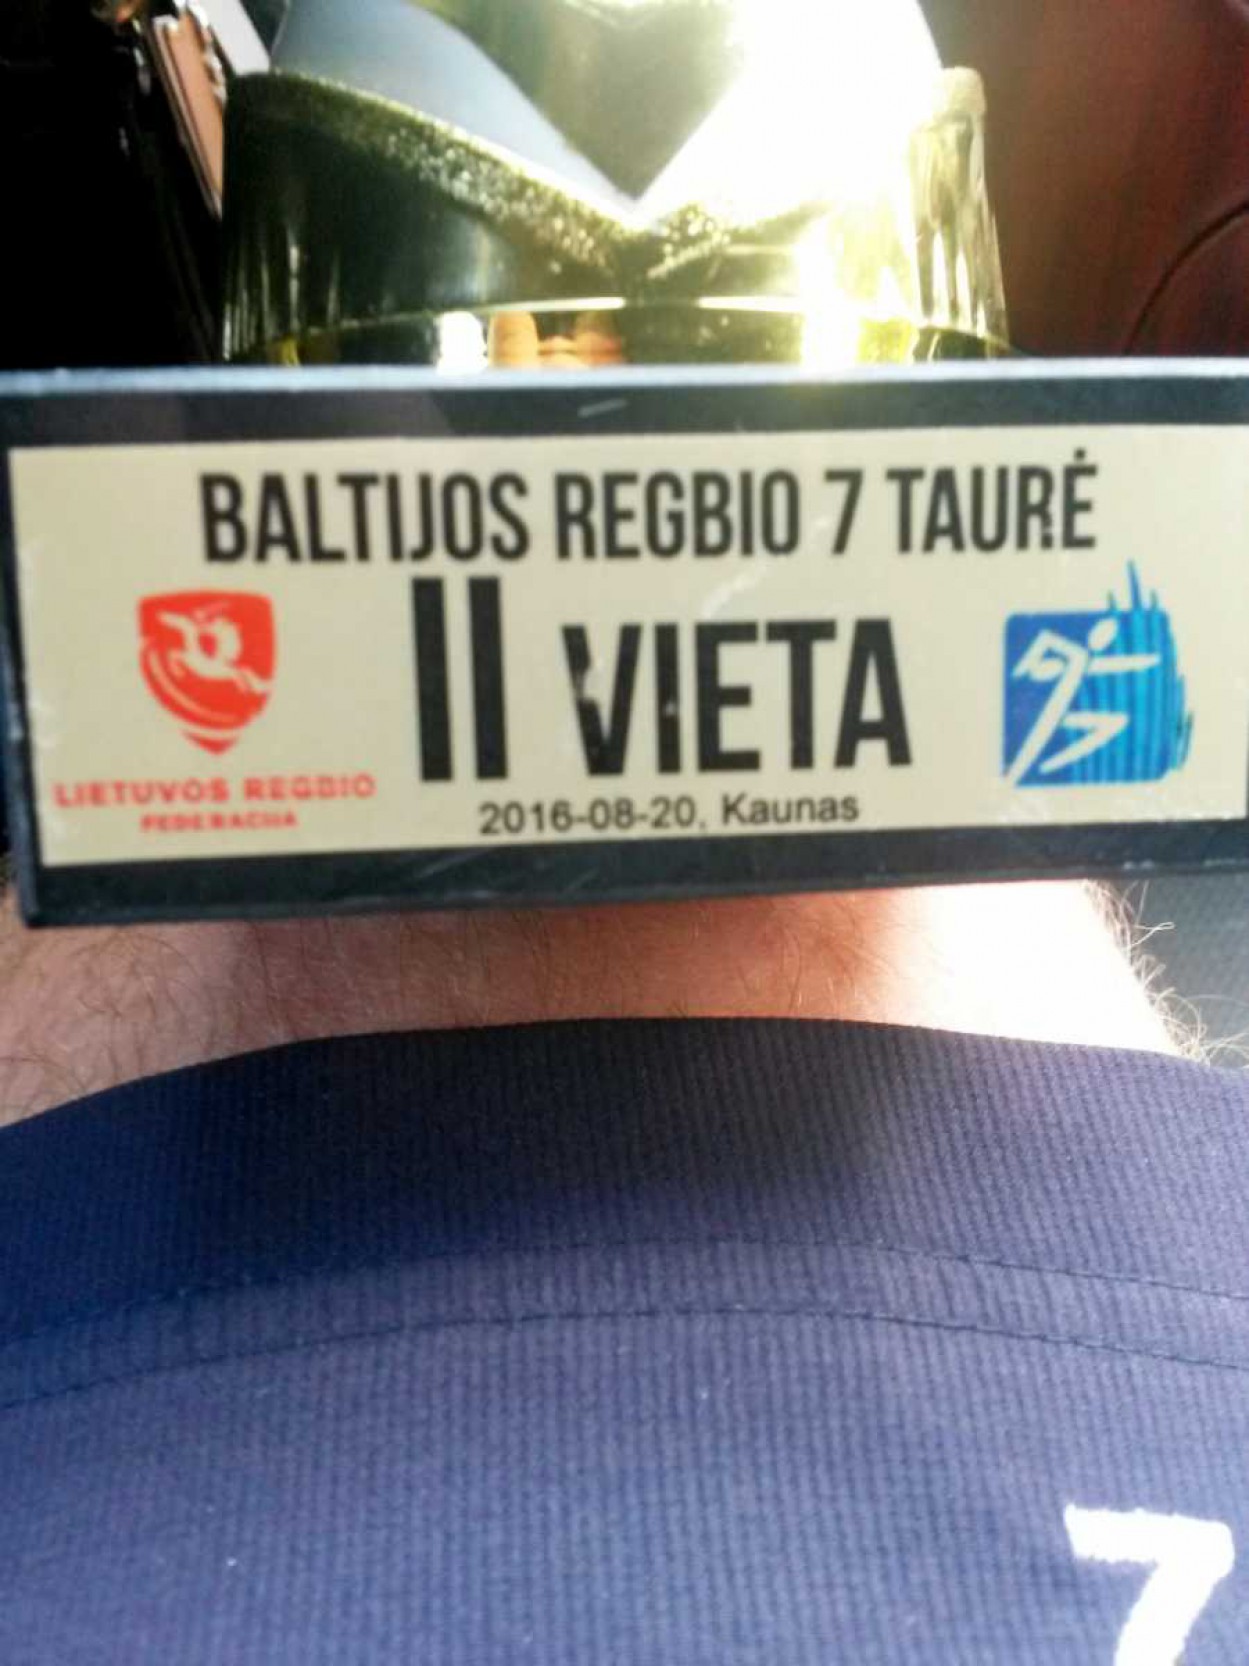 BALTIJOS REGBIO 7 TAURĖ
II VIETA
LIETUVOS REGBIO
FEDERACIJA
2016-08-20, Kaunas
7